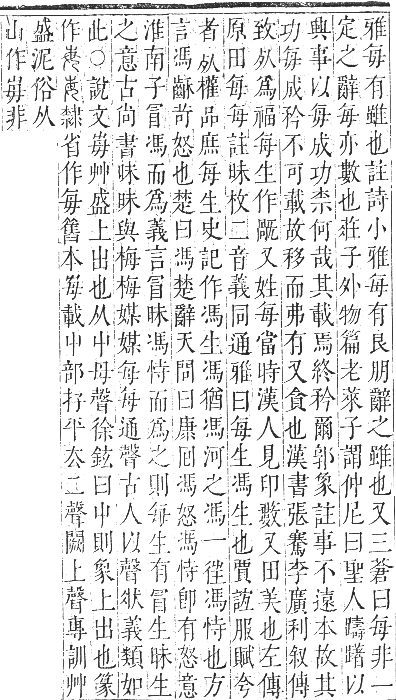 雅每有雖也註詩小雅每有良朋辭之雖也又三蒼曰每非一
定之辭每亦數也莊子外物篇老萊子謂仲尼曰聖人躊躇以
興事以每成功柰何哉其載焉終矜爾郭象註事不遠本故其
功每成矜不可載故移而弗有又貪也漢書張騫李廣利叙傳
致死爲福每生作厲又姓每當時漢人見印藪又田美也左傳
原田每每註昧枚二音義同通雅曰每生馮生也賈誼服賦夸
者死權品庶每生史記作馮生馮猶馮河之馮一往馮恃也方
言馮齘苛怒也楚曰馮楚辭天問曰康回馮怒馮恃卽有怒意
淮南子冒馮而爲義言冒昧馮恃而爲之則每生有冒生昧生
之意古尚書昧昧與梅梅媒媒每每通聲古人以聲狀義類如
此○說文每艸盛上出也从屮母聲徐鉉曰屮則象上出也篆
作隸省作每舊本每載屮部抒平去二聲闕上聲專訓艸
盛泥俗从
山作非